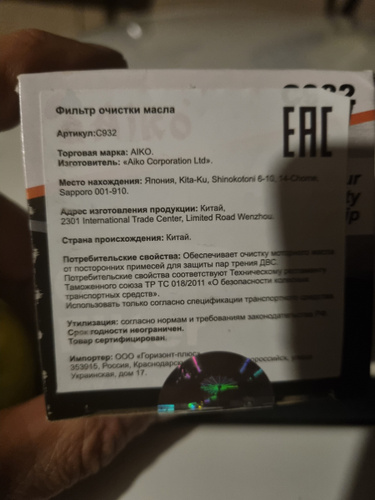 C932
Фильтр очистки масла
EAC
Артикул:C932
Торговая марка: AIKO.
Изготовитель: «Aiko Corporation Ltd».
Место нахождения: Япония, Kita-Ku, Shinokotoni 6-10, 14-Chome,
Sapporo 001-910.
Адрес изготовления продукции: Китай,
2301 International Trade Center, Limited Road Wenzhou.
Страна происхождения: Китай.
Потребительские свойства: Обеспечивает очистку моторного масла
от посторонних примесей для защиты пар трения ДВС.
Потребительские свойства соответствуют Техническому регламенту
Таможенного союза ТР ТС 018/2011 «О безопасности колесных
транспортных средств».
Использовать только согласно спецификации транспортного средства.
Утилизация: согласно нормам и требованиям законодательства РФ.
Срок годности неограничен.
Товар сертифицирован.
Импортер: ООО «Горизонт-плюс
353915, Россия, Краснодарск
Украинская, дом 17.